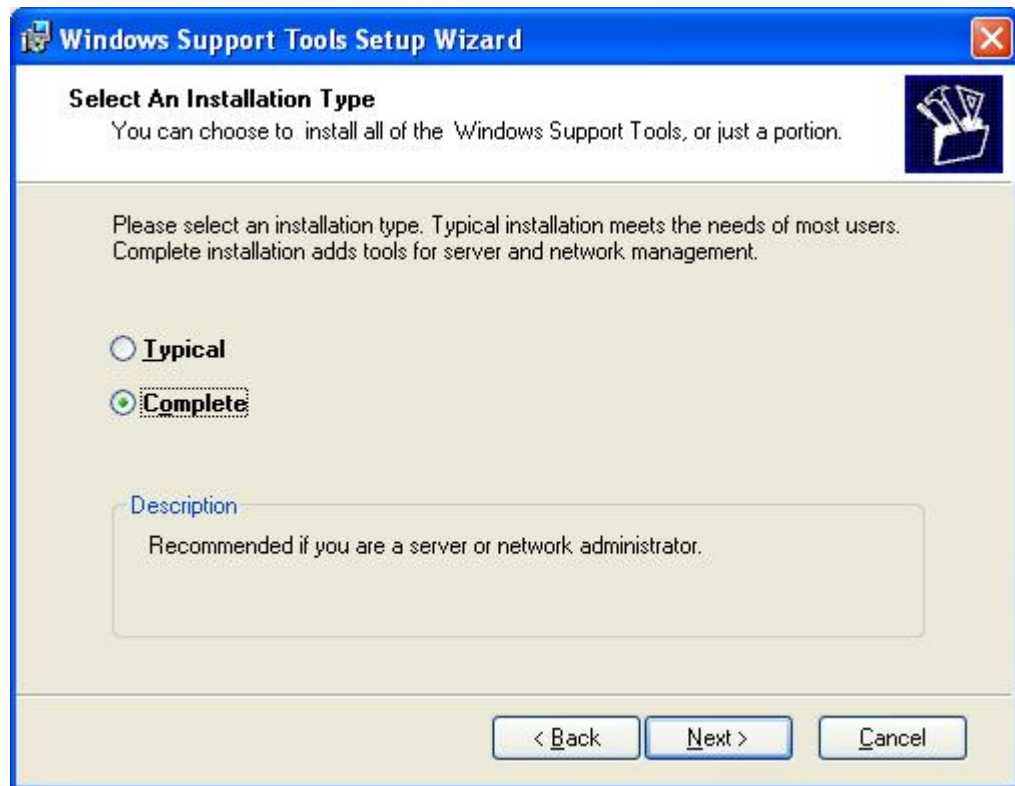 Windows Support Tools Setup Wizard
Select An Installation Type
You can choose to install all of the Windows Support Tools, or just a portion.
Please select an installation type. Typical installation meets the needs of most users.
Complete installation adds tools for server and network management.
Typical
Complete
Description
Recommended if you are a server or network administrator.
< Back Next > Cancel